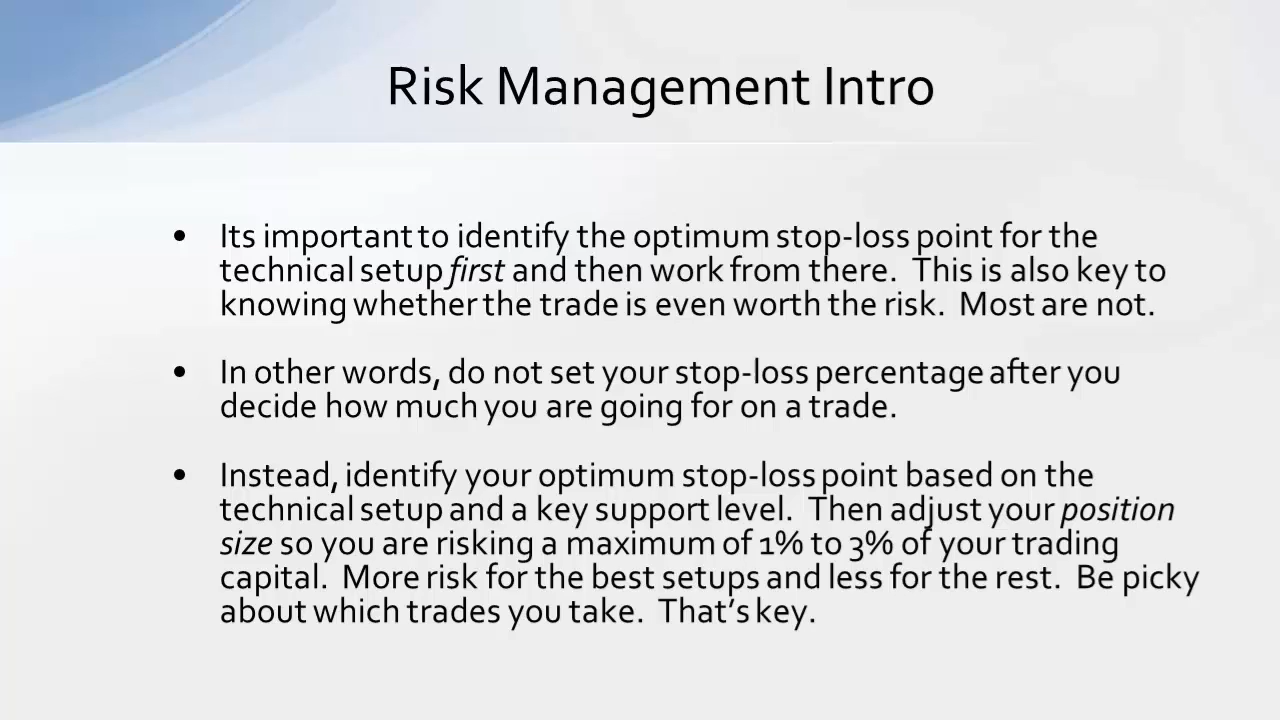 Risk Management Intro
• Its important to identify the optimum stop-loss point for the
technical setup first and then work from there.  This is also key to
knowing whether the trade is even worth the risk.  Most are not.
• In other words, do not set your stop-loss percentage after you
decide how much you are going for on a trade.
• Instead, identify your optimum stop-loss point based on the
technical setup and a key support level.  Then adjust your position
size so you are risking a maximum of 1% to 3% of your trading
capital.  More risk for the best setups and less for the rest.  Be picky
about which trades you take.  That’s key.